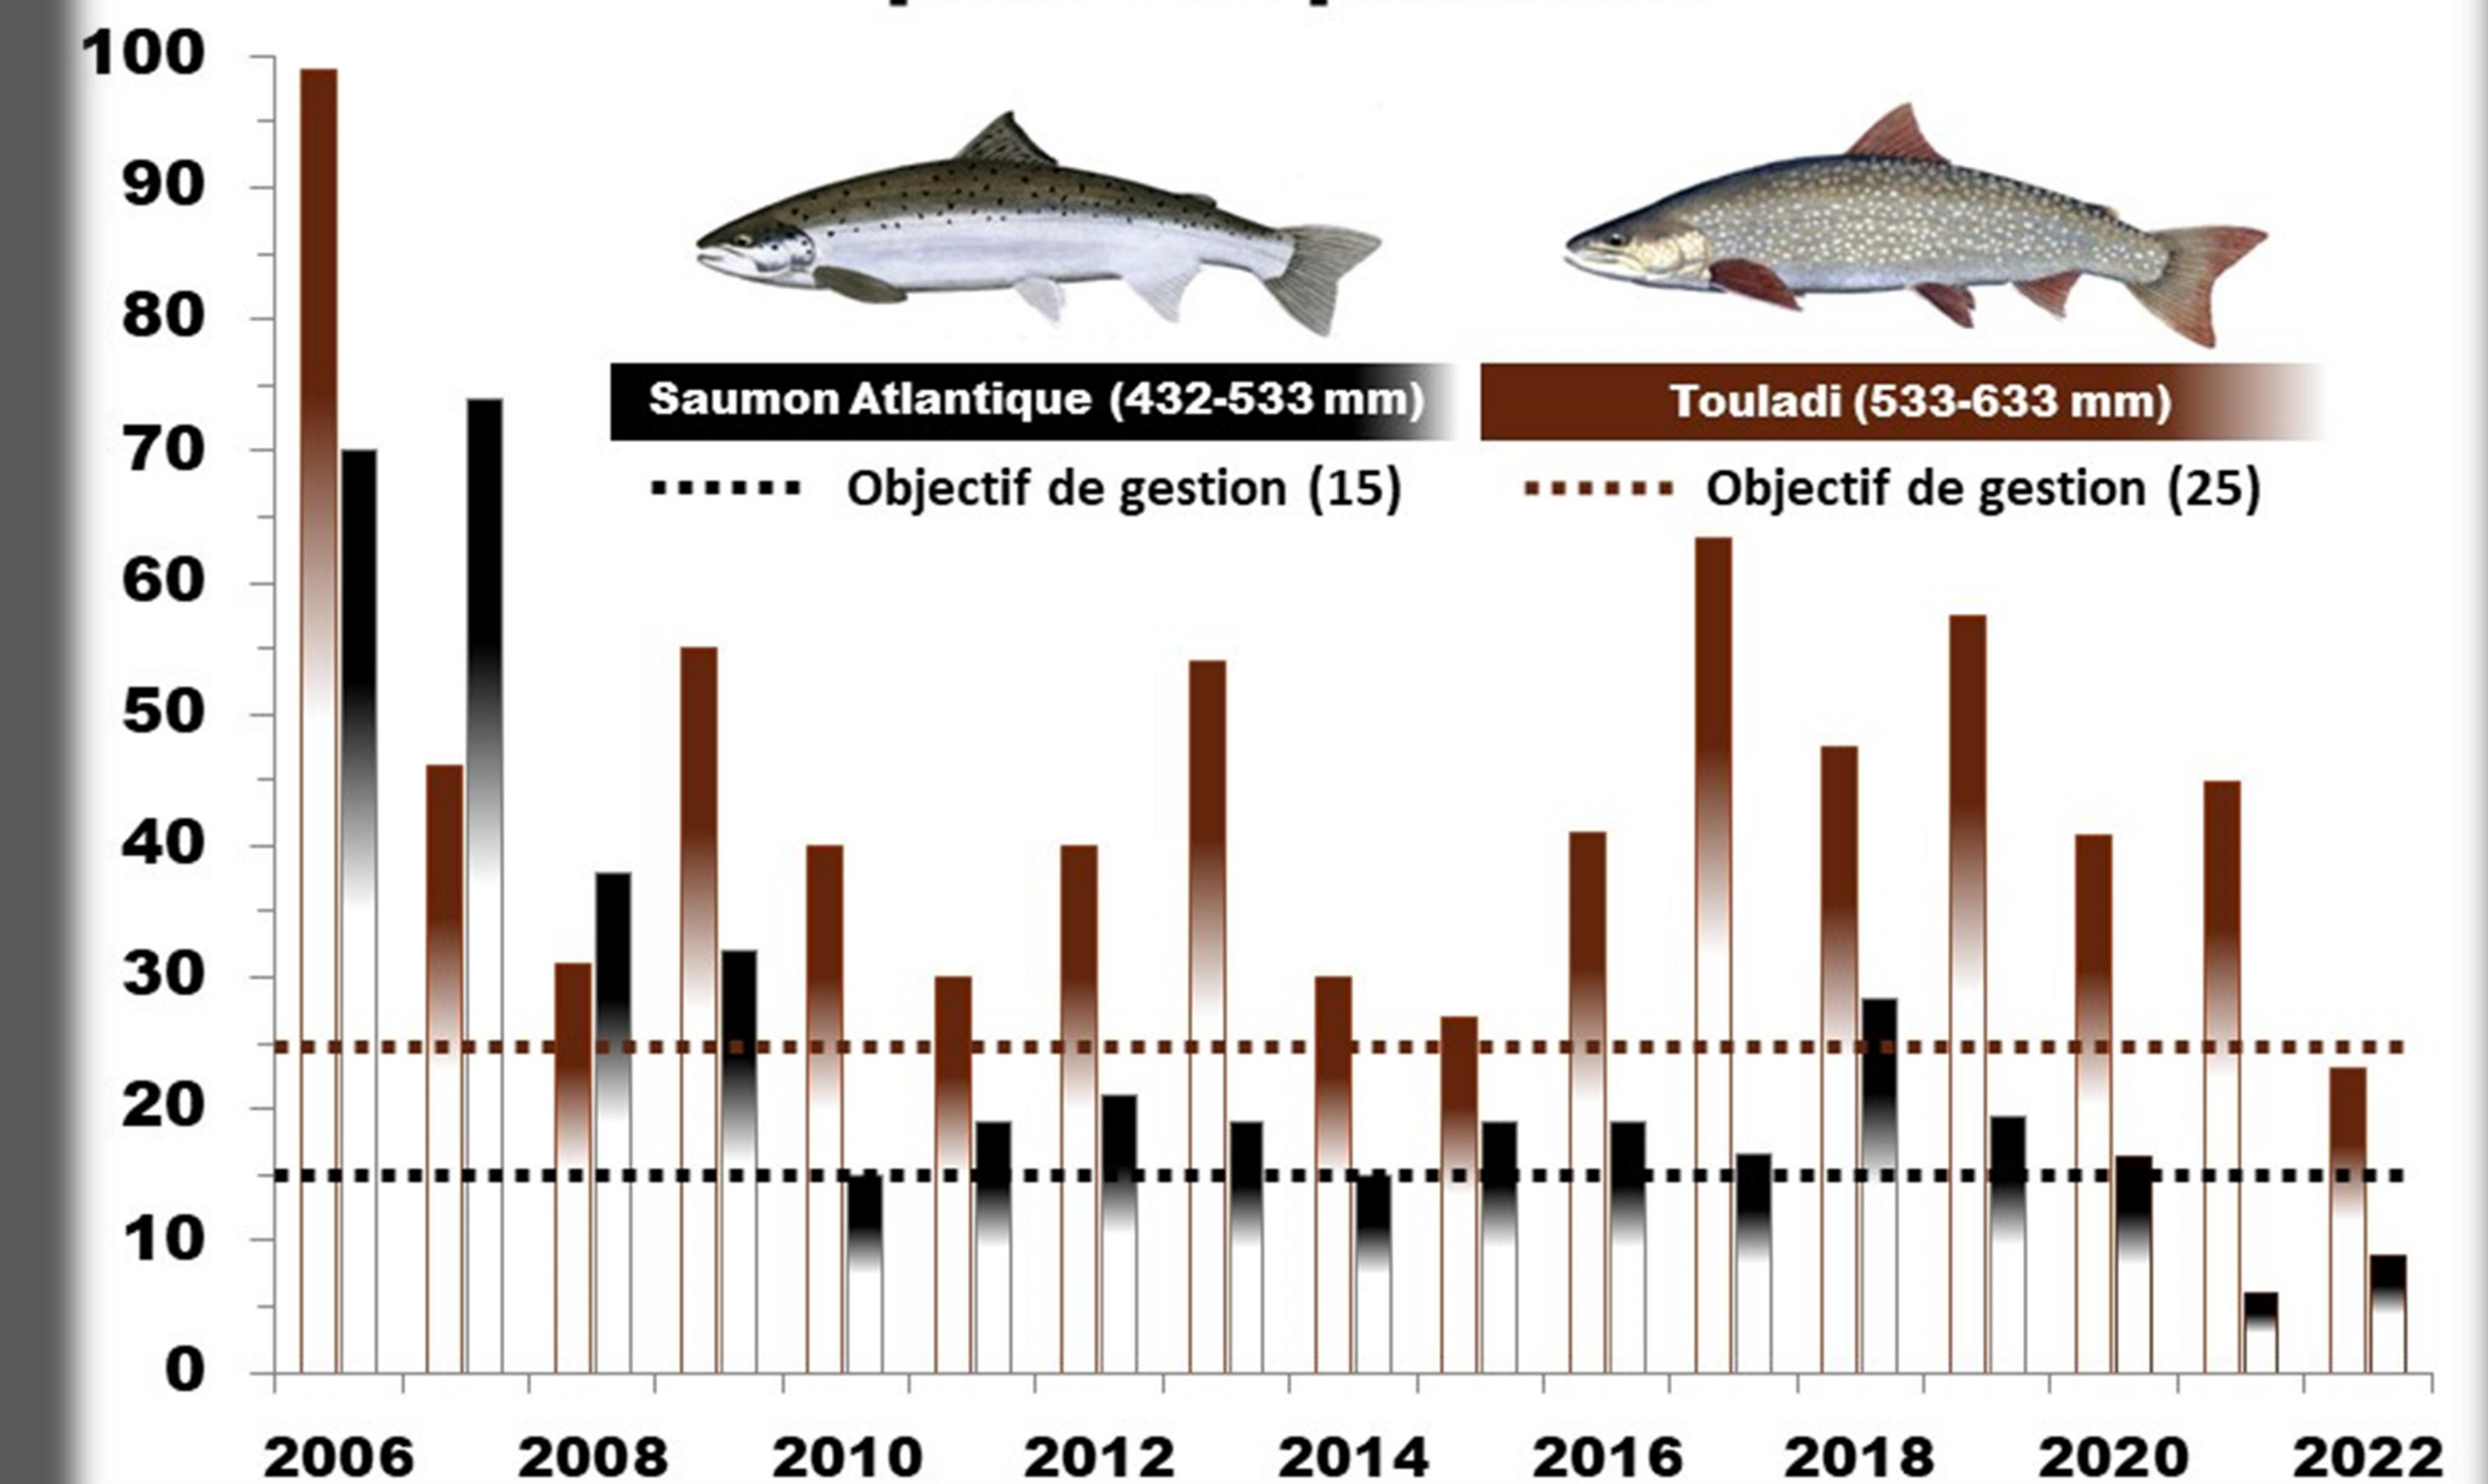 100
90
80
70
60
50
40
30
20
10
0
Saumon Atlantique (432-533 mm)
Touladi (533-633 mm)
Objectif de gestion (15)
Objectif de gestion (25)
2006 2008 2010 2012 2014 2016 2018 2020 2022